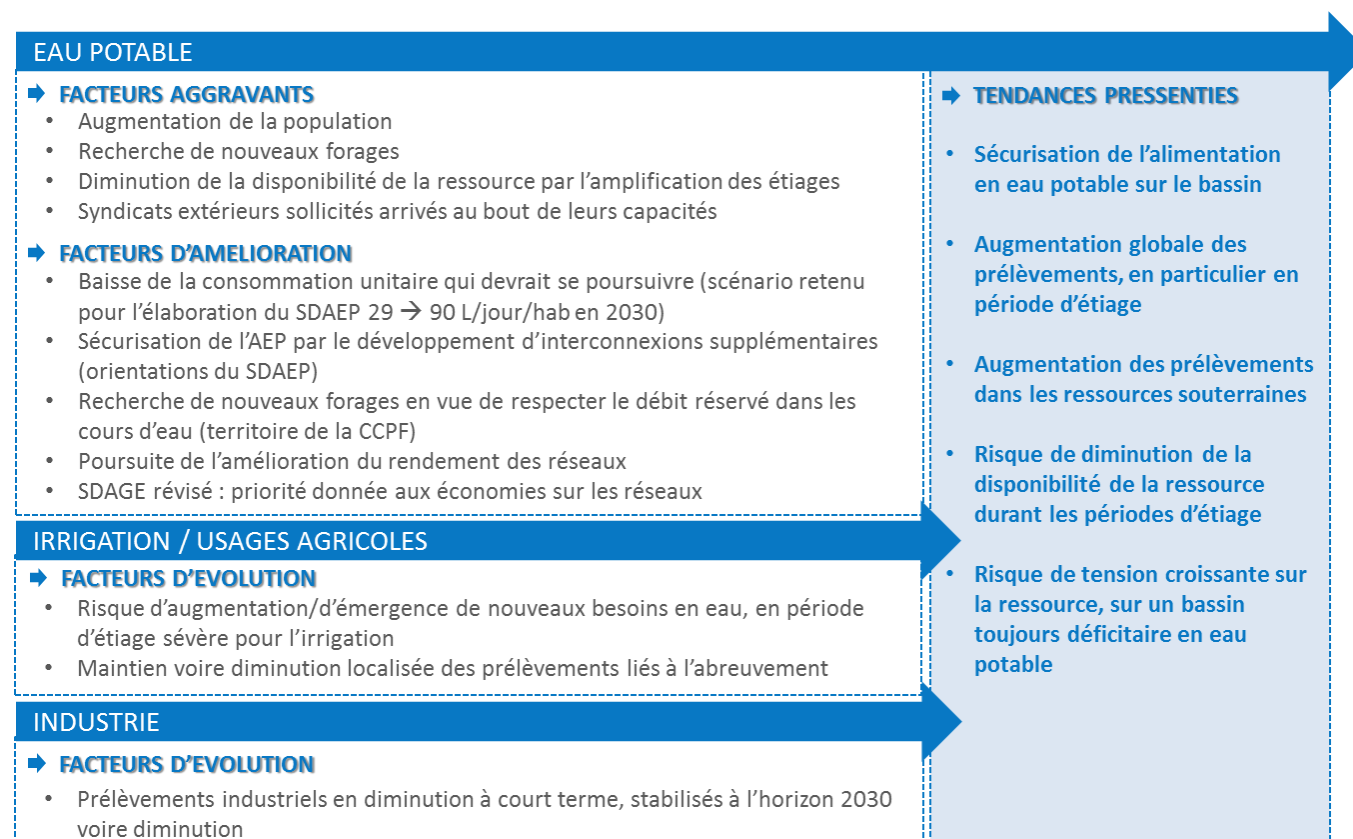 EAU POTABLE
FACTEURS AGGRAVANTS
• Augmentation de la population
• Recherche de nouveaux forages
• Diminution de la disponibilité de la ressource par l'amplification des étiages
• Syndicats extérieurs sollicités arrivés au bout de leurs capacités
FACTEURS D'AMELIORATION
• Baisse de la consommation unitaire qui devrait se poursuivre (scénario retenu
pour l'élaboration du SDAEP 29 → 90 L/jour/hab en 2030)
• Sécurisation de l'AEP par le développement d'interconnexions supplémentaires
(orientations du SDAEP)
• Recherche de nouveaux forages en vue de respecter le débit réservé dans les
cours d'eau (territoire de la CCPF)
• Poursuite de l'amélioration du rendement des réseaux
• SDAGE révisé : priorité donnée aux économies sur les réseaux
IRRIGATION / USAGES AGRICOLES
FACTEURS D'EVOLUTION
• Risque d'augmentation/d'émergence de nouveaux besoins en eau, en période
d'étiage sévère pour l'irrigation
• Maintien voire diminution localisée des prélèvements liés à l'abreuvement
INDUSTRIE
FACTEURS D'EVOLUTION
• Prélèvements industriels en diminution à court terme, stabilisés à l'horizon 2030
voire diminution
TENDANCES PRESSENTIES
• Sécurisation de l'alimentation
en eau potable sur le bassin
• Augmentation globale des
prélèvements, en particulier en
période d'étiage
• Augmentation des prélèvements
dans les ressources souterraines
• Risque de diminution de la
disponibilité de la ressource
durant les périodes d'étiage
• Risque de tension croissante sur
la ressource, sur un bassin
toujours déficitaire en eau
potable